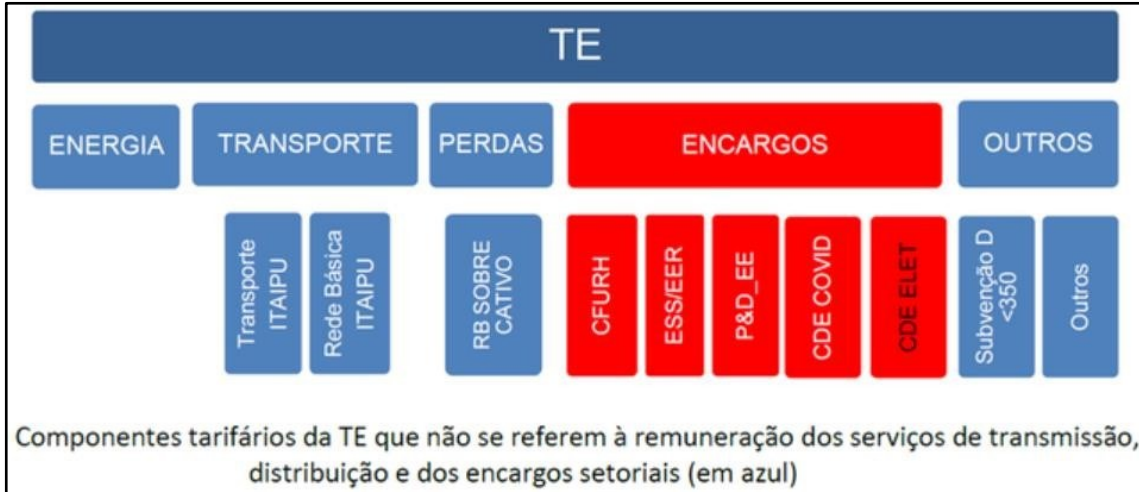 TE
ENERGIA
TRANSPORTE
PERDAS
ENCARGOS
OUTROS
Transporte
ITAIPU
Rede Básica
ITAIPU
RB SOBRE
CATIVO
CFURH
ESS/EER
P&D_EE
CDE COVID
CDE ELET
Subvenção D
<350
Outros
Componentes tarifários da TE que não se referem à remuneração dos serviços de transmissão,
distribuição e dos encargos setoriais (em azul)